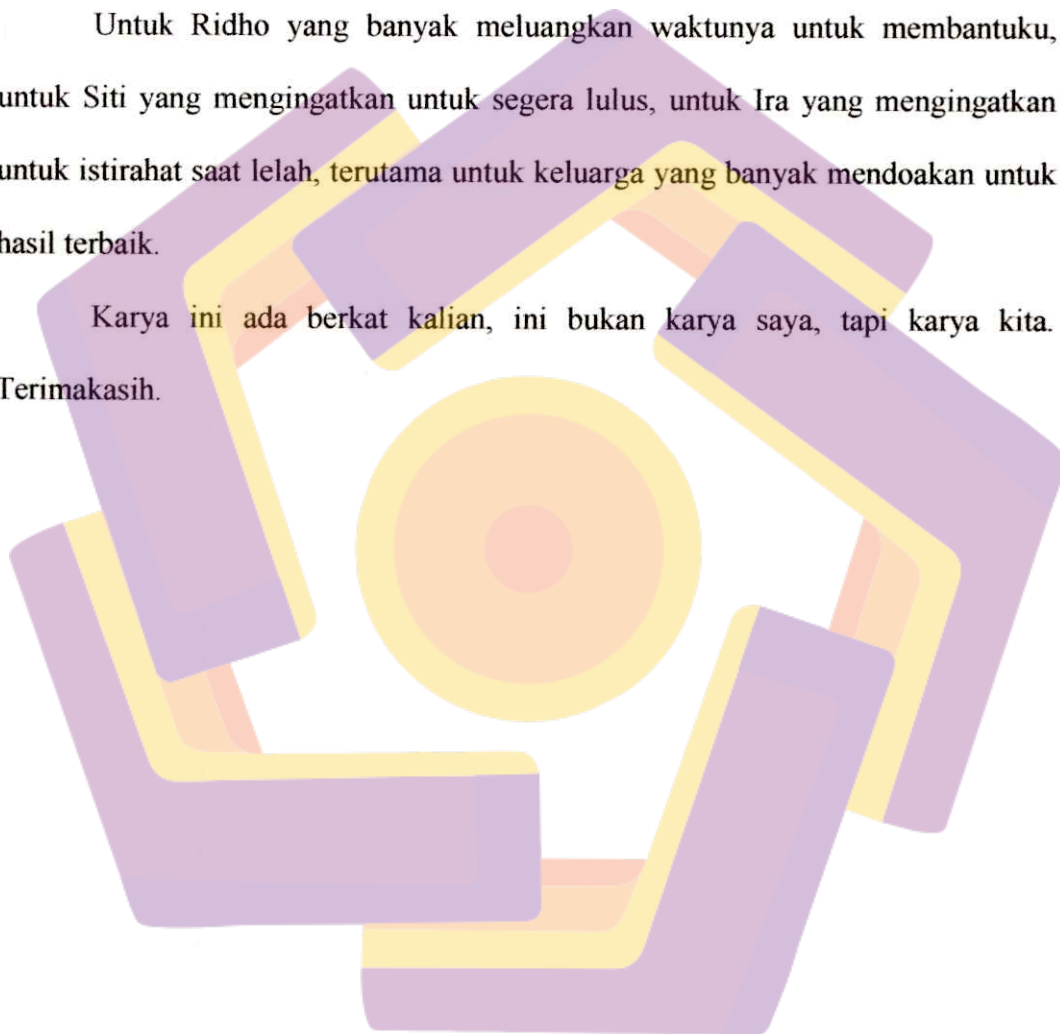 Untuk Ridho yang banyak meluangkan waktunya untuk membantuku,
untuk Siti yang mengingatkan untuk segera lulus, untuk Ira yang mengingatkan
untuk istirahat saat lelah, terutama untuk keluarga yang banyak mendoakan untuk
hasil terbaik.
Karya ini ada berkat kalian, ini bukan karya saya, tapi karya kita.
Terimakasih.